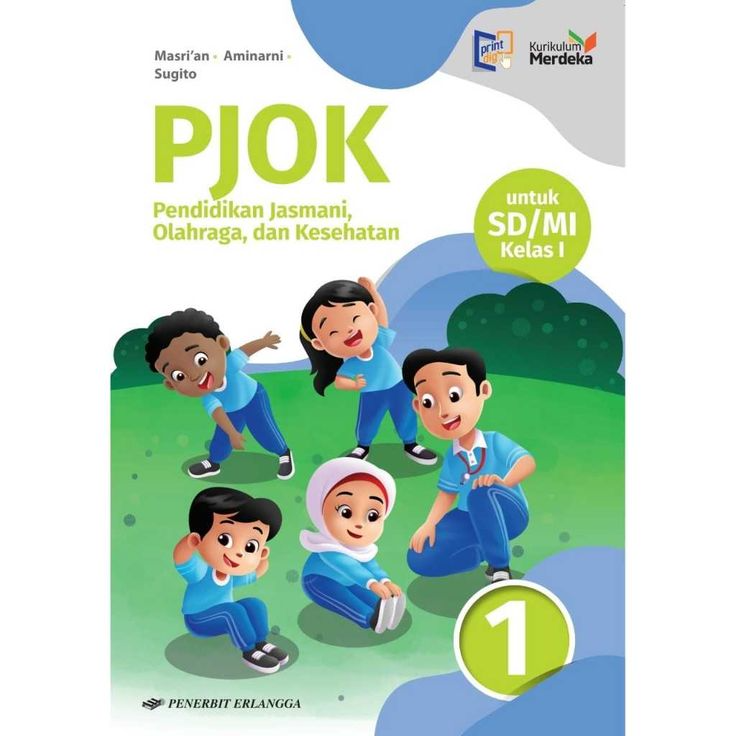 Masri'an • Aminarni •
Sugito
print
dig
Kurikulum
Merdeka
PJOK
Pendidikan Jasmani,
Olahraga, dan Kesehatan
untuk
SD/MI
Kelas I
1
PENERBIT ERLANGGA